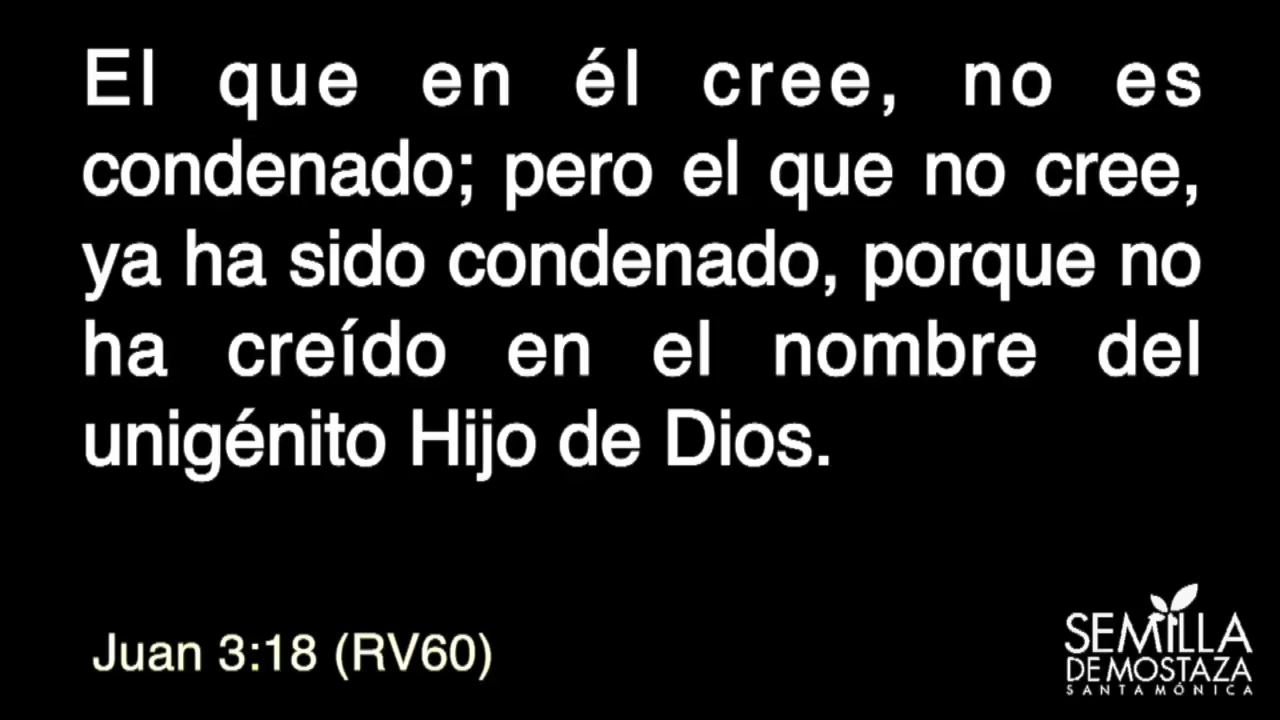 El que en él cree, no es
condenado; pero el que no cree,
ya ha sido condenado, porque no
ha creído en el nombre del
unigénito Hijo de Dios.
Juan 3:18 (RV60)
SEMILLA
DE MOSTAZA
SANTA MÓNICA